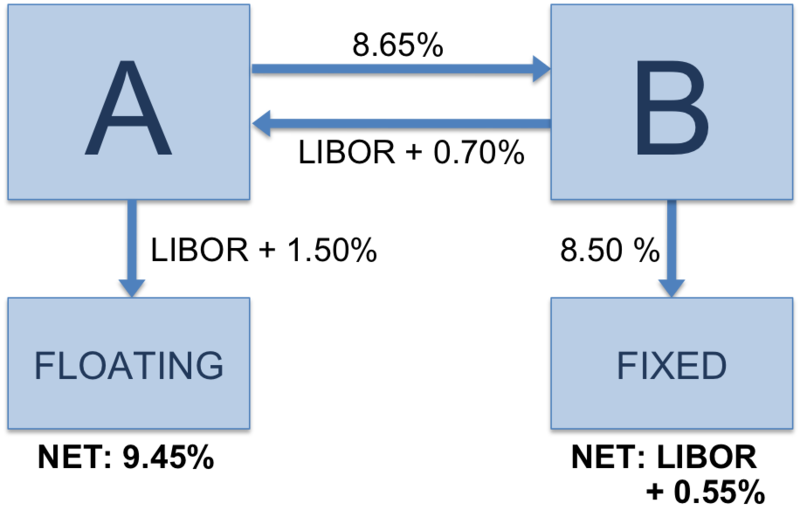 A
B
8.65%
LIBOR + 0.70%
LIBOR + 1.50%
8.50 %
FLOATING
FIXED
NET: 9.45%
NET: LIBOR
+ 0.55%